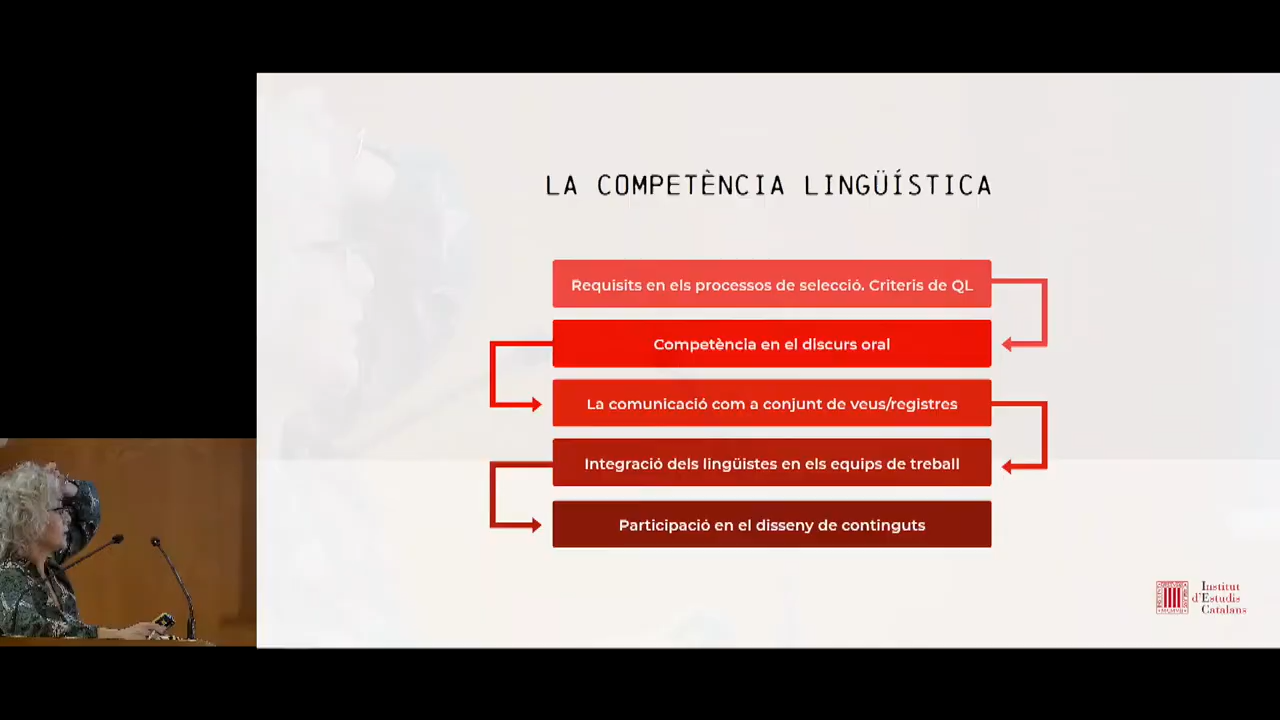 LA COMPETÈNCIA LINGÜÍSTICA
Requisits en els processos de selecció. Criteris de QL
Competència en el discurs oral
La comunicació com a conjunt de veus/registres
Integració dels lingüistes en els equips de treball
Participació en el disseny de continguts
Institut
d'Estudis
Catalans